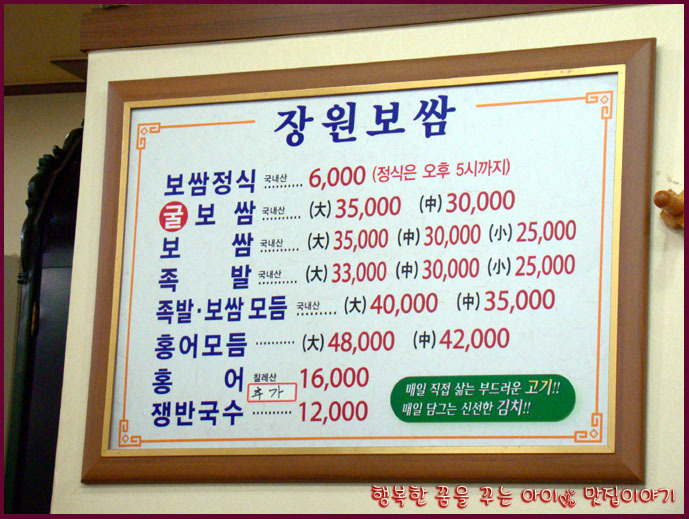 장원보쌈
보쌈정식 국내산 .......... 6,000 (정식은 오후 5시까지)
굴보쌈 국내산 .......... (大) 35,000 (中) 30,000
보쌈 국내산 .......... (大) 35,000 (中) 30,000 (小) 25,000
족발 국내산 .......... (大) 33,000 (中) 30,000 (小) 25,000
족발·보쌈 모듬 국내산 .......... (大) 40,000 (中) 35,000
홍어모듬 .......... (大) 48,000 (中) 42,000
홍어 칠레산 추가 16,000
쟁반국수 .......... 12,000
매일 직접 삶는 부드러운 고기!!
매일 담그는 신선한 김치!!
행복한 꿈을 꾸는 아이 맛집이야기